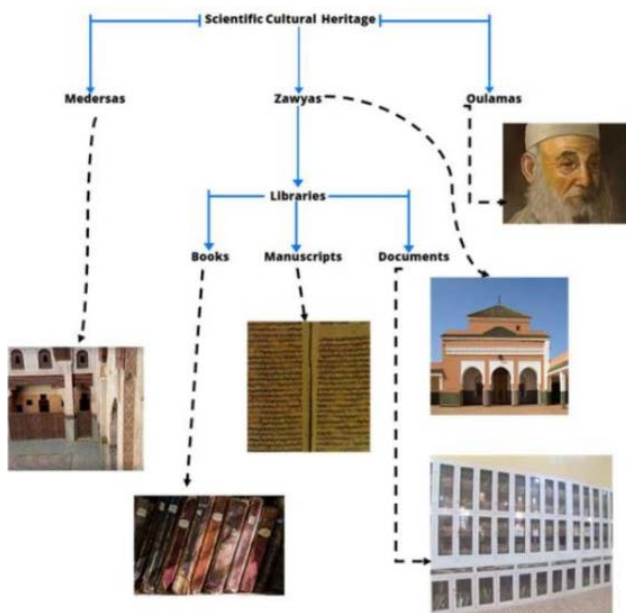 Scientific Cultural Heritage
Medersas
Zawyas
Oulamas
Libraries
Books
Manuscripts
Documents